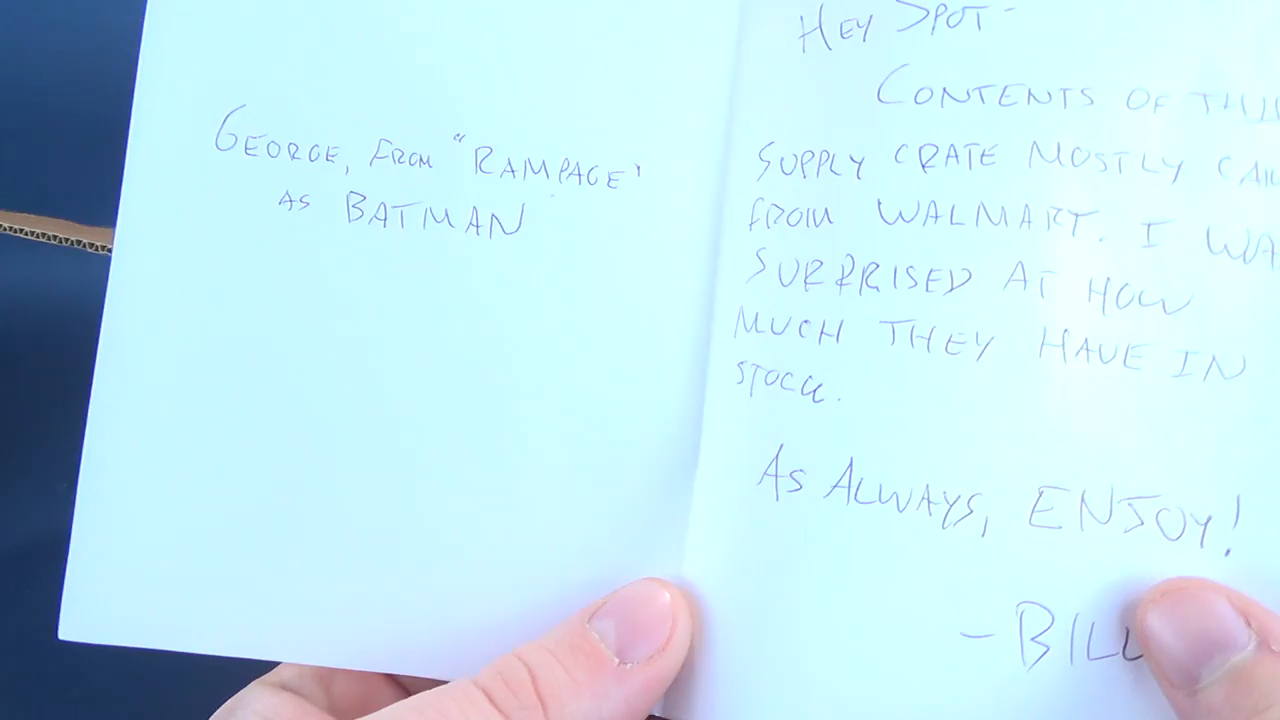 GEORGE, FROM "RAMPAGE"
AS BATMAN
HEY SPOT-
CONTENTS OF
SUPPLY CRATE MOSTLY
FROM WALMART. I
SURPRISED AT HOW
MUCH THEY HAVE IN
STOCK.
AS ALWAYS, ENJOY!
-BILL